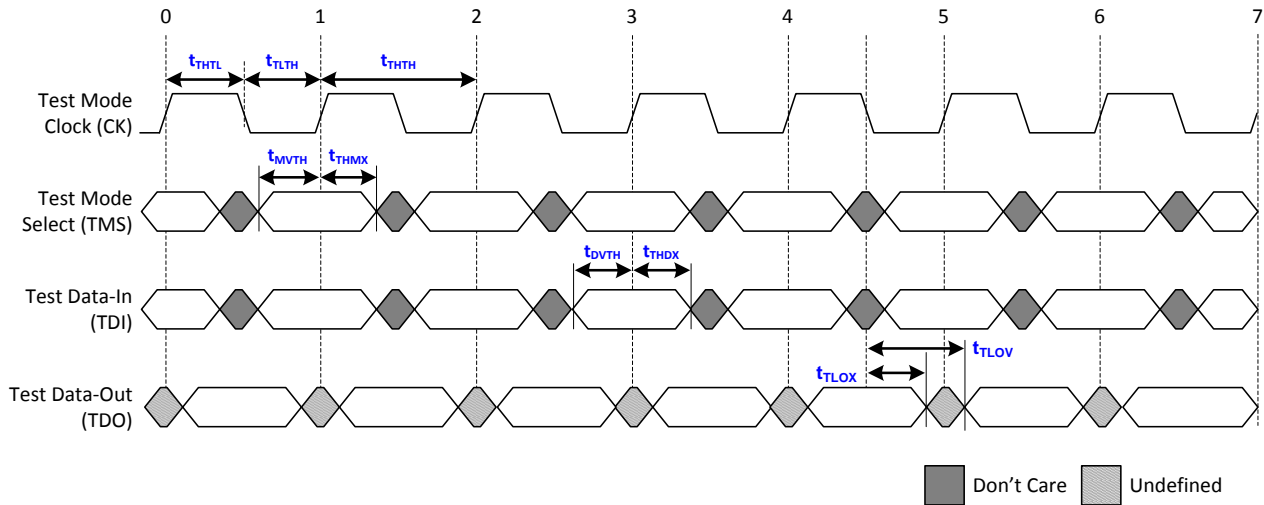 0 1 2 3 4 5 6 7
tTHTL tTLTH tTHTH
Test Mode
Clock (CK)
tMVTH tTHMX
Test Mode
Select (TMS)
tDVTH tTHDX
Test Data-In
(TDI)
tTLOV
tTLOX
Test Data-Out
(TDO)
Don't Care Undefined